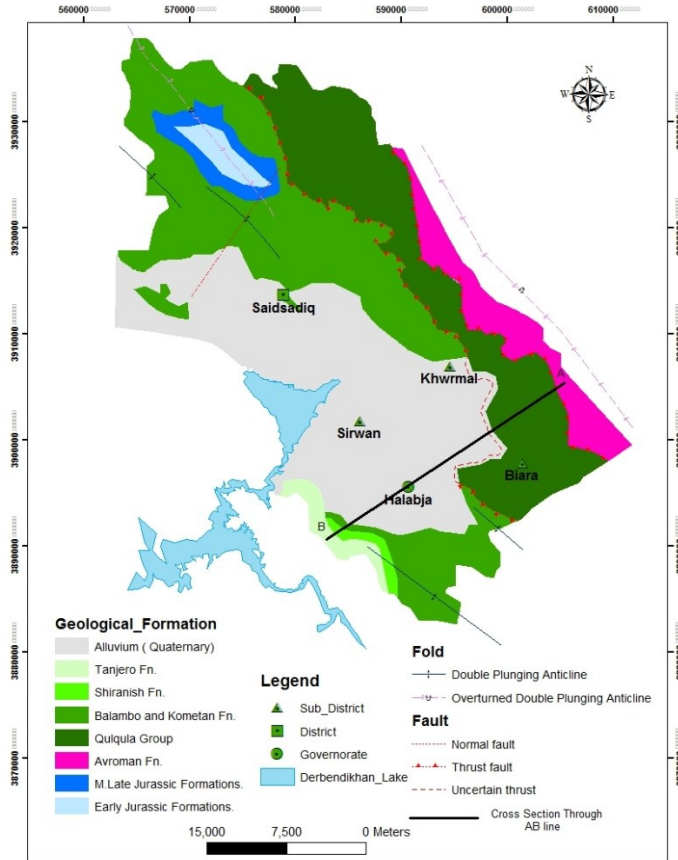 560000 570000 580000 590000 600000 610000
N
W E
S
3930000
3920000
3910000
3900000
3890000
3880000
3870000
Saidsadiq
Khwrmal
A
Sirwan
Biara
Halabja
B
Geological_Formation
Alluvium ( Quaternary)
Tanjero Fn.
Shiranish Fn.
Balambo and Kometan Fn.
Qulqula Group
Avroman Fn.
M.Late Jurassic Formations.
Early Jurassic Formations.
Legend
Sub_District
District
Governorate
Derbendikhan_Lake
Fold
Double Plunging Anticline
Overturned Double Plunging Anticline
Fault
Normal fault
Thrust fault
Uncertain thrust
Cross Section Through
AB line
15,000 7,500 0 Meters